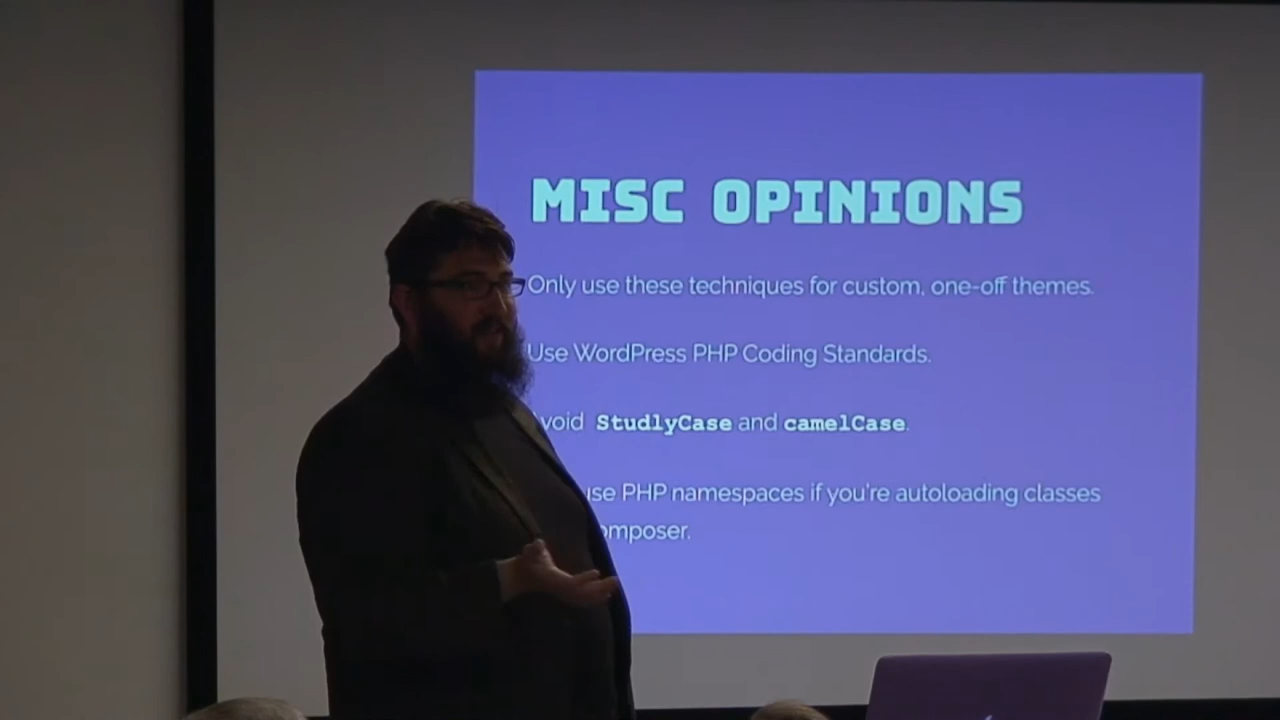 MISC OPINIONS
Only use these techniques for custom, one-off themes.
Use WordPress PHP Coding Standards.
void StudlyCase and camelCase.
use PHP namespaces if you're autoloading classes
omposer.